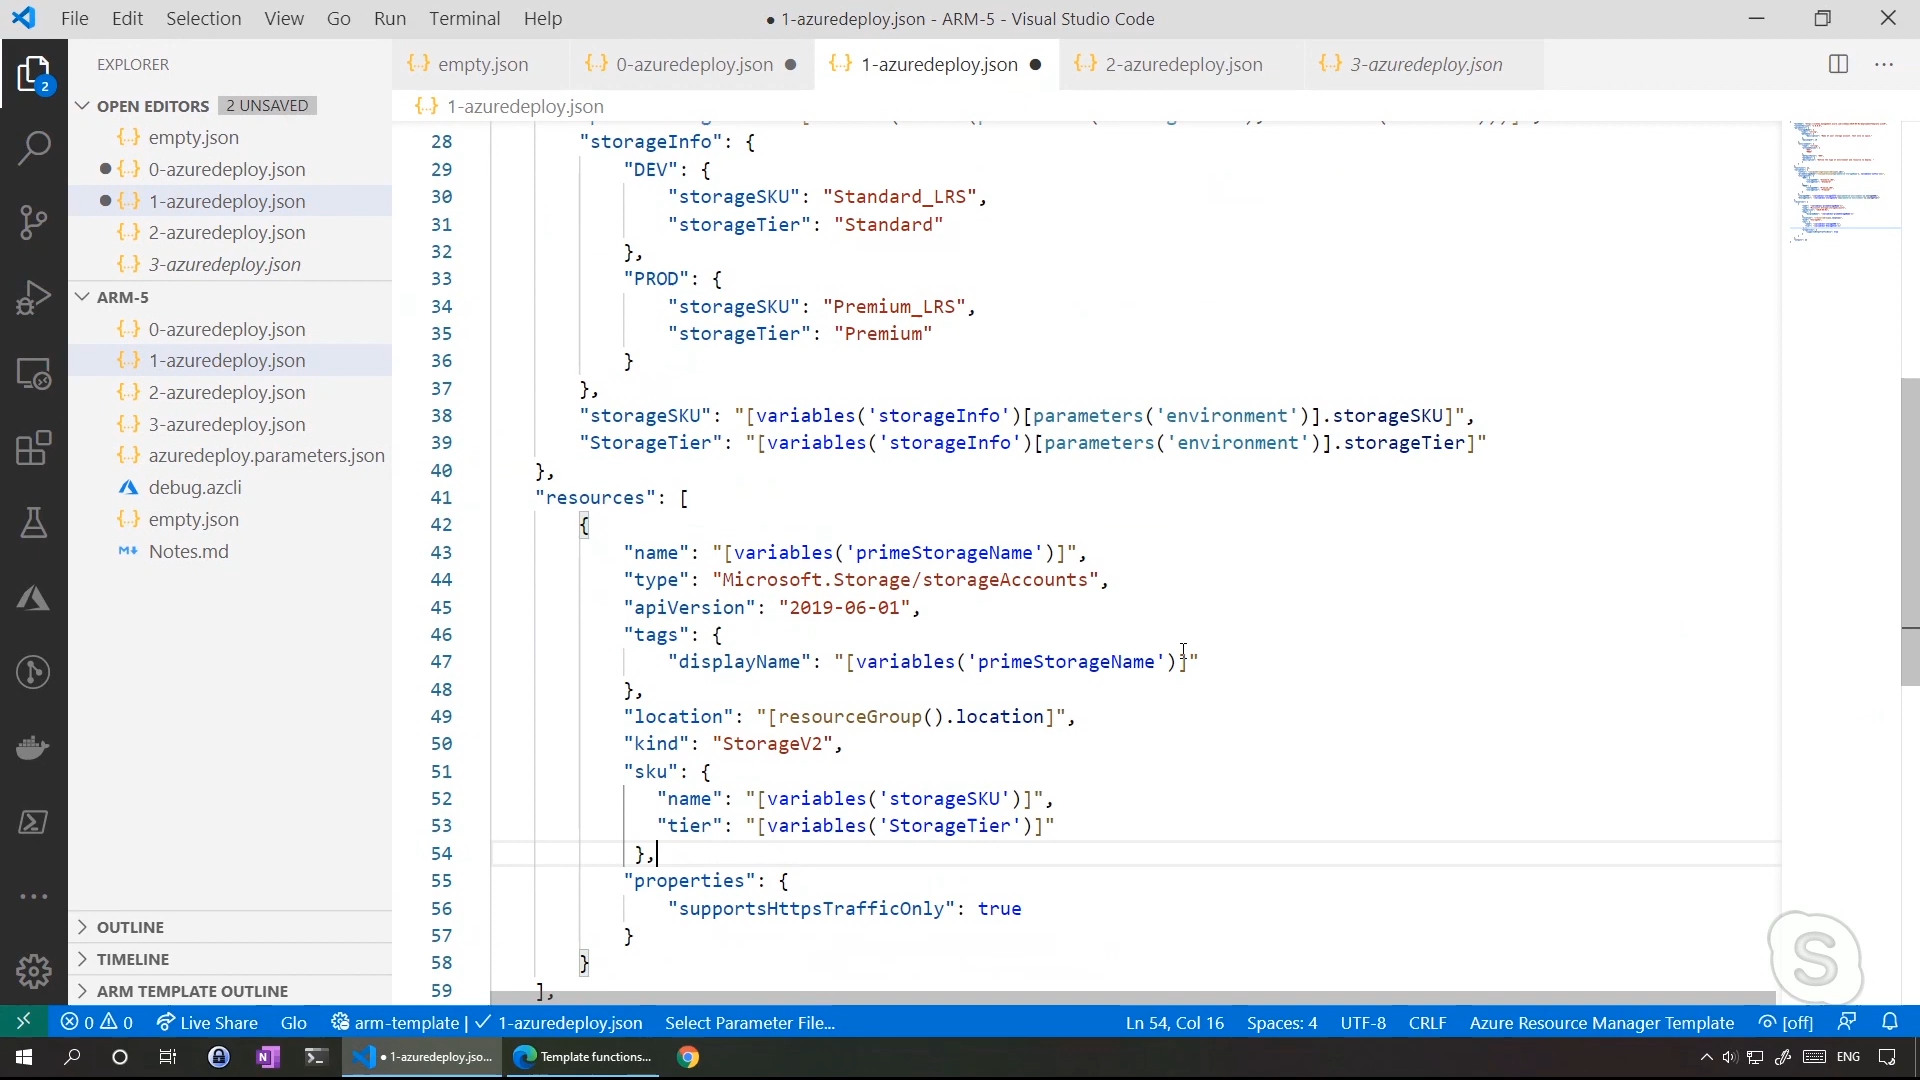 File Edit Selection View Go Run Terminal Help
● 1-azuredeploy.json - ARM-5 - Visual Studio Code
EXPLORER
empty.json
0-azuredeploy.json ●
1-azuredeploy.json ●
2-azuredeploy.json
3-azuredeploy.json
OPEN EDITORS 2 UNSAVED
empty.json
0-azuredeploy.json
1-azuredeploy.json
2-azuredeploy.json
3-azuredeploy.json
ARM-5
0-azuredeploy.json
1-azuredeploy.json
2-azuredeploy.json
3-azuredeploy.json
azuredeploy.parameters.json
debug.azcli
empty.json
Notes.md
OUTLINE
TIMELINE
ARM TEMPLATE OUTLINE
2
{..} 1-azuredeploy.json
28 "storageInfo": {
29 "DEV": {
30 "storageSKU": "Standard_LRS",
31 "storageTier": "Standard"
32 },
33 "PROD": {
34 "storageSKU": "Premium_LRS",
35 "storageTier": "Premium"
36 }
37 },
38 "storageSKU": "[variables('storageInfo')[parameters('environment')].storageSKU]",
39 "StorageTier": "[variables('storageInfo')[parameters('environment')].storageTier]"
40 },
41 "resources": [
42 {
43 "name": "[variables('primeStorageName')]",
44 "type": "Microsoft.Storage/storageAccounts",
45 "apiVersion": "2019-06-01",
46 "tags": {
47 "displayName": "[variables('primeStorageName')]"
48 },
49 "location": "[resourceGroup().location]",
50 "kind": "StorageV2",
51 "sku": {
52 "name": "[variables('storageSKU')]",
53 "tier": "[variables('StorageTier')]"
54 },
55 "properties": {
56 "supportsHttpsTrafficOnly": true
57 }
58 }
59 ],
0 0 Live Share Glo arm-template | ✓ 1-azuredeploy.json Select Parameter File... Ln 54, Col 16 Spaces: 4 UTF-8 CRLF Azure Resource Manager Template [off]
● 1-azuredeploy.jso... Template functions... ENG